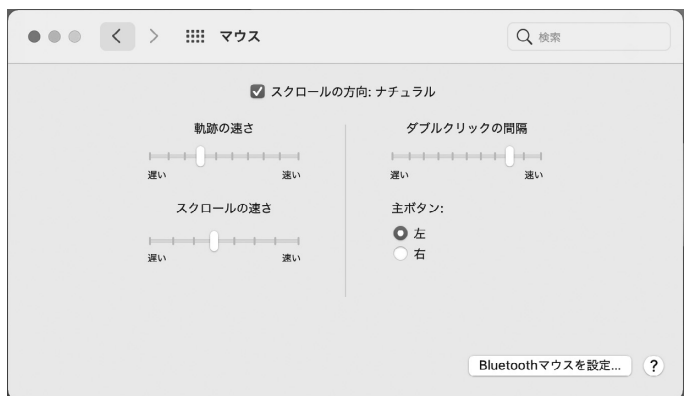 マウス
検索
スクロールの方向: ナチュラル
軌跡の速さ
遅い 速い
スクロールの速さ
遅い 速い
ダブルクリックの間隔
遅い 速い
主ボタン:
左
右
Bluetoothマウスを設定...
?